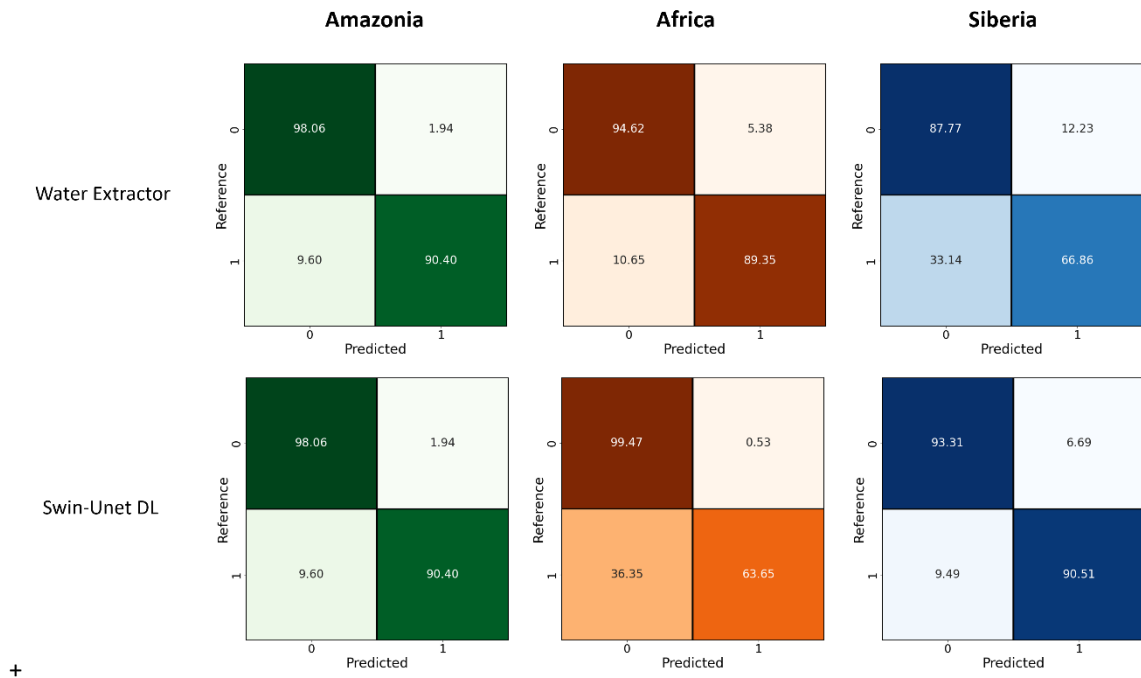 Amazonia Africa Siberia
Water Extractor
Reference
0
1
98.06 1.94
9.60 90.40
0 1
Predicted
Reference
0
1
94.62 5.38
10.65 89.35
0 1
Predicted
Reference
0
1
87.77 12.23
33.14 66.86
0 1
Predicted
Swin-Unet DL
Reference
0
1
98.06 1.94
9.60 90.40
0 1
Predicted
Reference
0
1
99.47 0.53
36.35 63.65
0 1
Predicted
Reference
0
1
93.31 6.69
9.49 90.51
0 1
Predicted
+